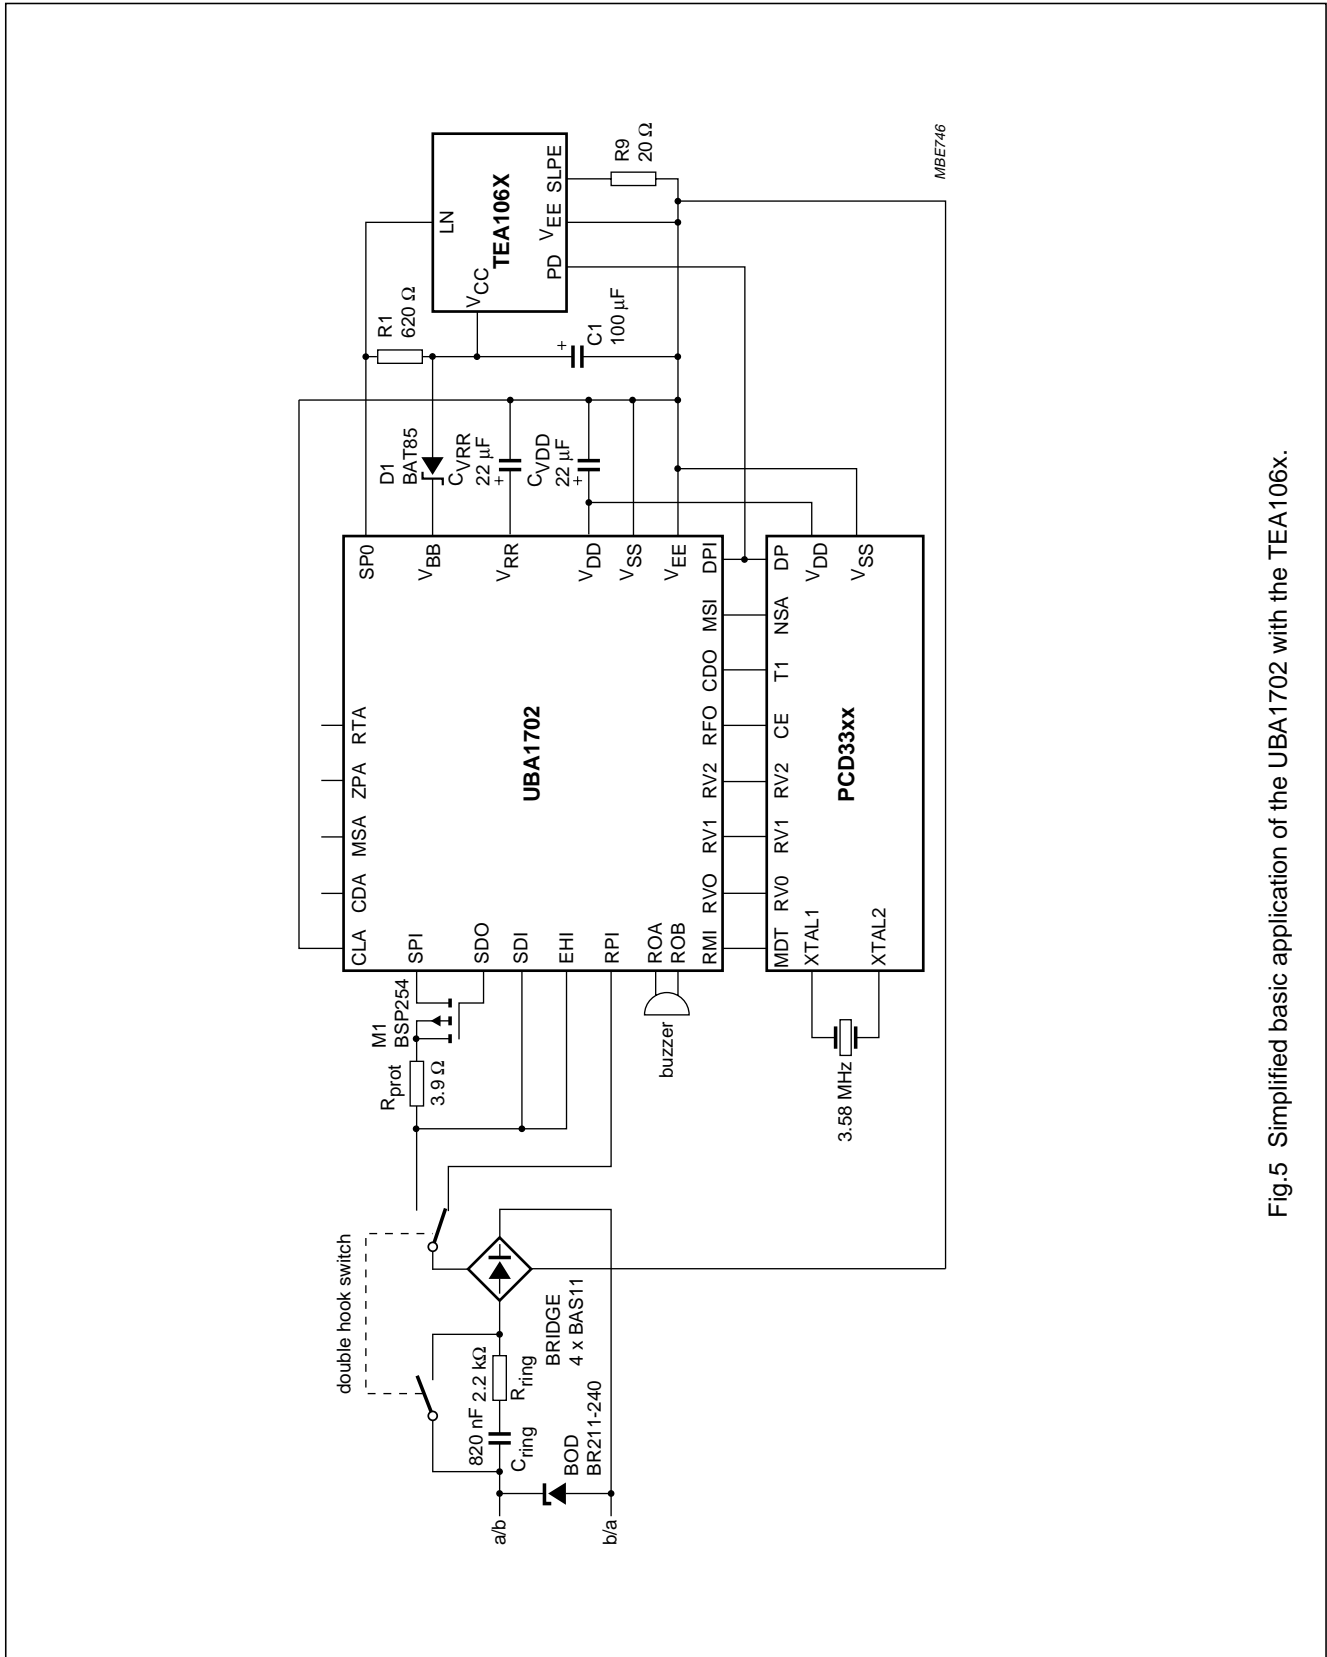 double hook switch
a/b
b/a
820 nF
2.2 kΩ
Cring
Rring
BOD
BR211-240
BRIDGE
4 x BAS11
Rprot
3.9 Ω
M1
BSP254
buzzer
3.58 MHz
CLA
CDA
MSA
ZPA
RTA
SPI
SDO
SDI
EHI
RPI
ROA
ROB
UBA1702
SP0
VBB
VRR
VDD
VSS
VEE
RMI
RVO
RV1
RV2
RFO
CDO
MSI
DPI
MDT
RV0
RV1
RV2
CE
T1
NSA
DP
XTAL1
XTAL2
PCD33xx
VDD
VSS
D1
BAT85
CVRR
22 µF
+
CVDD
22 µF
+
R1
620 Ω
+
C1
100 µF
LN
VCC
TEA106X
PD
VEE
SLPE
R9
20 Ω
MBE746
Fig.5 Simplified basic application of the UBA1702 with the TEA106x.